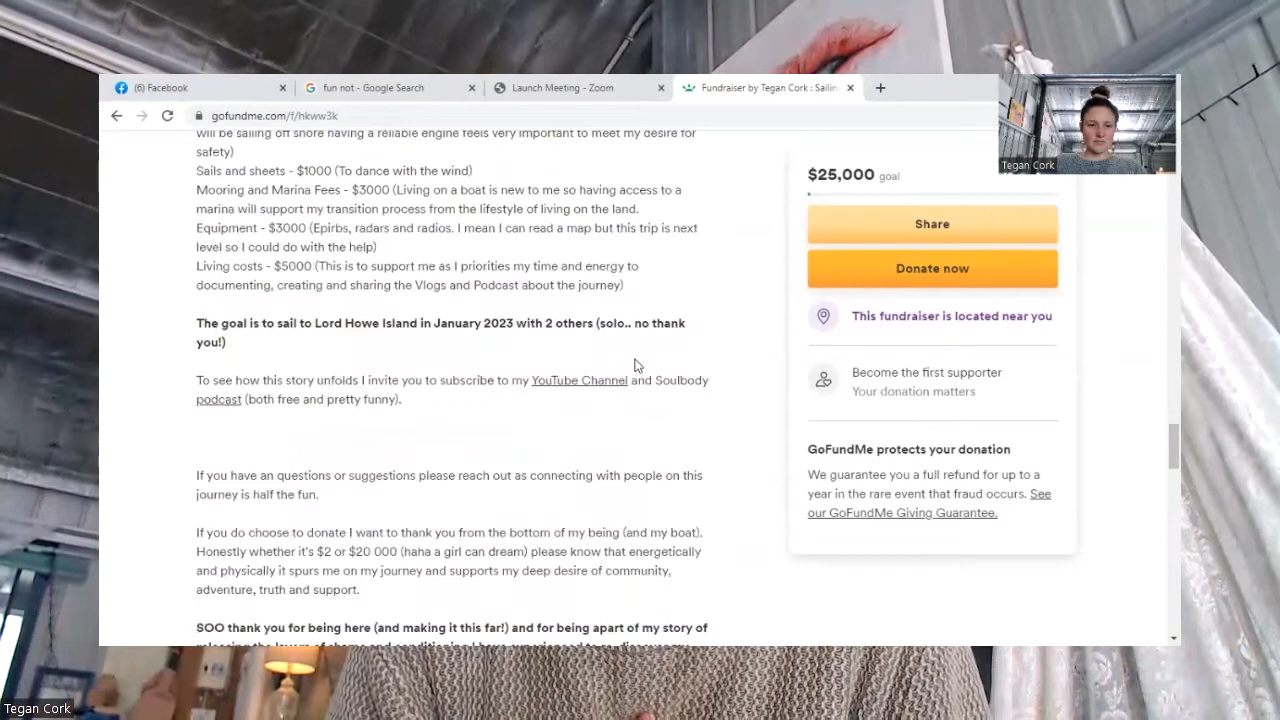 (6) Facebook
fun not - Google Search
Launch Meeting - Zoom
Fundraiser by Tegan Cork : Sailin
gofundme.com/f/hkww3k
Tegan Cork
will be sailing off shore having a reliable engine feels very important to meet my desire for
safety)
Sails and sheets - $1000 (To dance with the wind)
Mooring and Marina Fees - $3000 (Living on a boat is new to me so having access to a
marina will support my transition process from the lifestyle of living on the land.
Equipment - $3000 (Epirbs, radars and radios. I mean I can read a map but this trip is next
level so I could do with the help)
Living costs - $5000 (This is to support me as I priorities my time and energy to
documenting, creating and sharing the Vlogs and Podcast about the journey)
The goal is to sail to Lord Howe Island in January 2023 with 2 others (solo.. no thank
you!)
To see how this story unfolds I invite you to subscribe to my YouTube Channel and Soulbody
podcast (both free and pretty funny).
If you have an questions or suggestions please reach out as connecting with people on this
journey is half the fun.
If you do choose to donate I want to thank you from the bottom of my being (and my boat).
Honestly whether it's $2 or $20 000 (haha a girl can dream) please know that energetically
and physically it spurs me on my journey and supports my deep desire of community,
adventure, truth and support.
SOO thank you for being here (and making it this far!) and for being apart of my story of
$25,000 goal
Share
Donate now
This fundraiser is located near you
Become the first supporter
Your donation matters
GoFundMe protects your donation
We guarantee you a full refund for up to a
year in the rare event that fraud occurs. See
our GoFundMe Giving Guarantee.
Tegan Cork